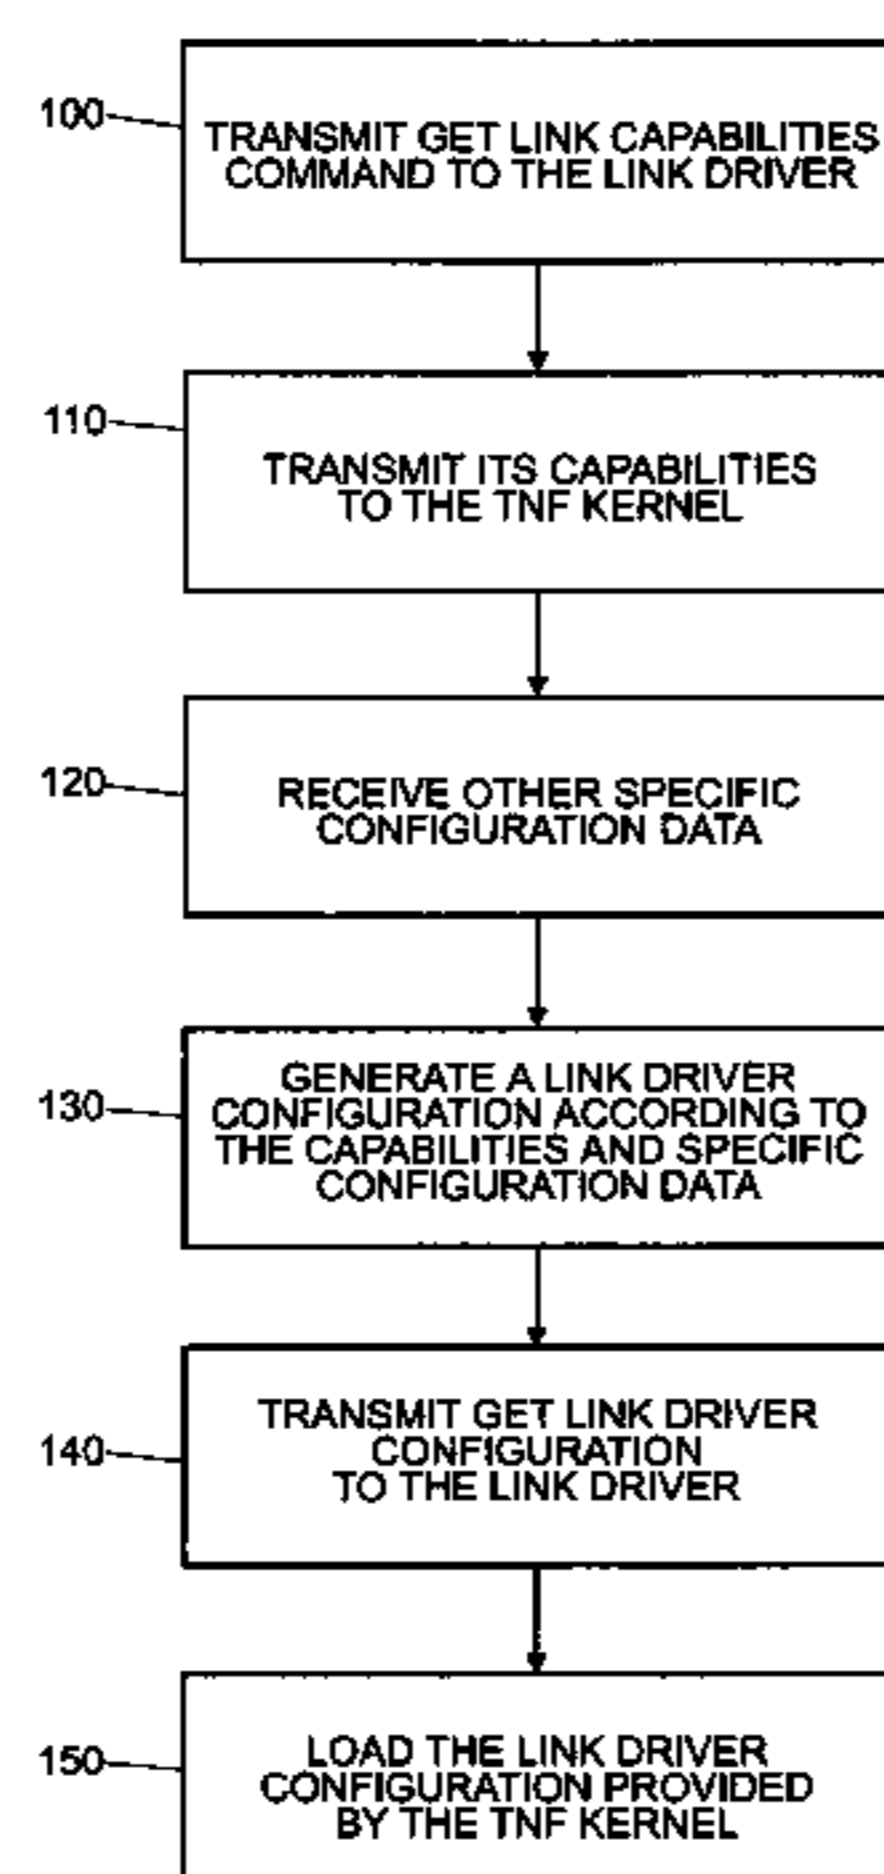 100
TRANSMIT GET LINK CAPABILITIES
COMMAND TO THE LINK DRIVER
110
TRANSMIT ITS CAPABILITIES
TO THE TNF KERNEL
120
RECEIVE OTHER SPECIFIC
CONFIGURATION DATA
130
GENERATE A LINK DRIVER
CONFIGURATION ACCORDING TO
THE CAPABILITIES AND SPECIFIC
CONFIGURATION DATA
140
TRANSMIT GET LINK DRIVER
CONFIGURATION
TO THE LINK DRIVER
150
LOAD THE LINK DRIVER
CONFIGURATION PROVIDED
BY THE TNF KERNEL